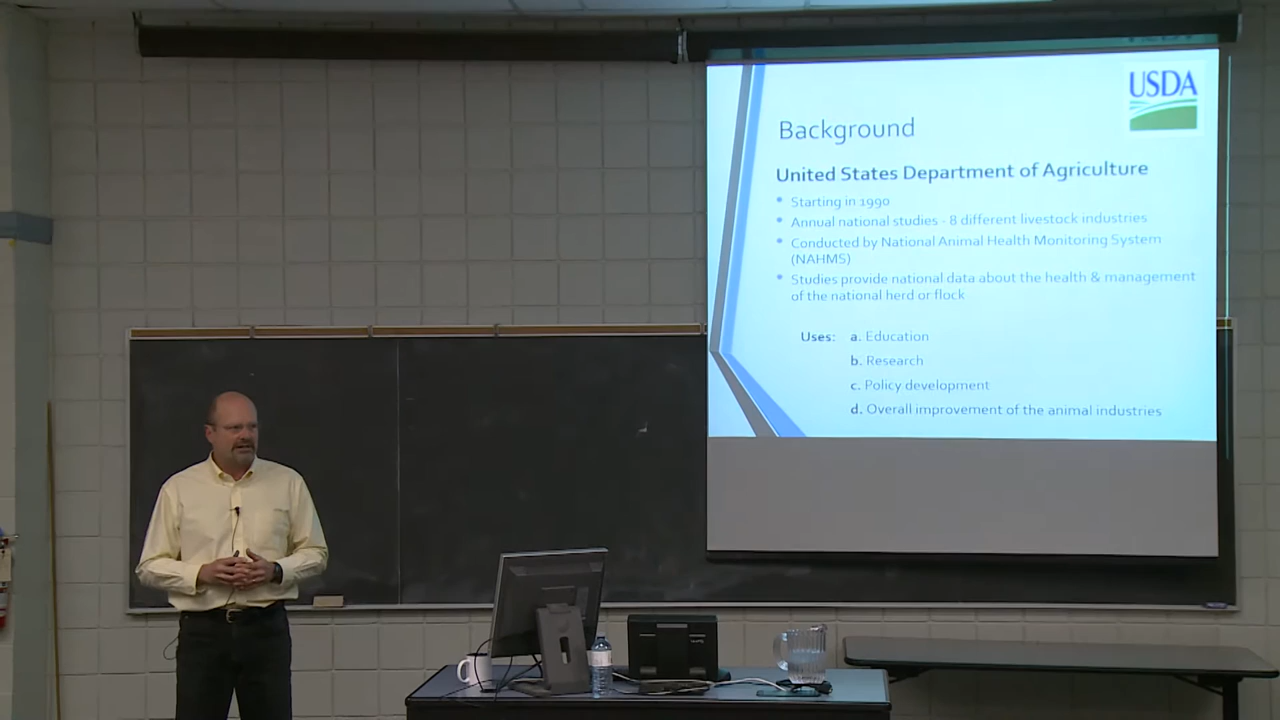 USDA
Background
United States Department of Agriculture
• Starting in 1990
• Annual national studies - 8 different livestock industries
• Conducted by National Animal Health Monitoring System
(NAHMS)
• Studies provide national data about the health & management
of the national herd or flock
Uses: a. Education
b. Research
c. Policy development
d. Overall improvement of the animal industries